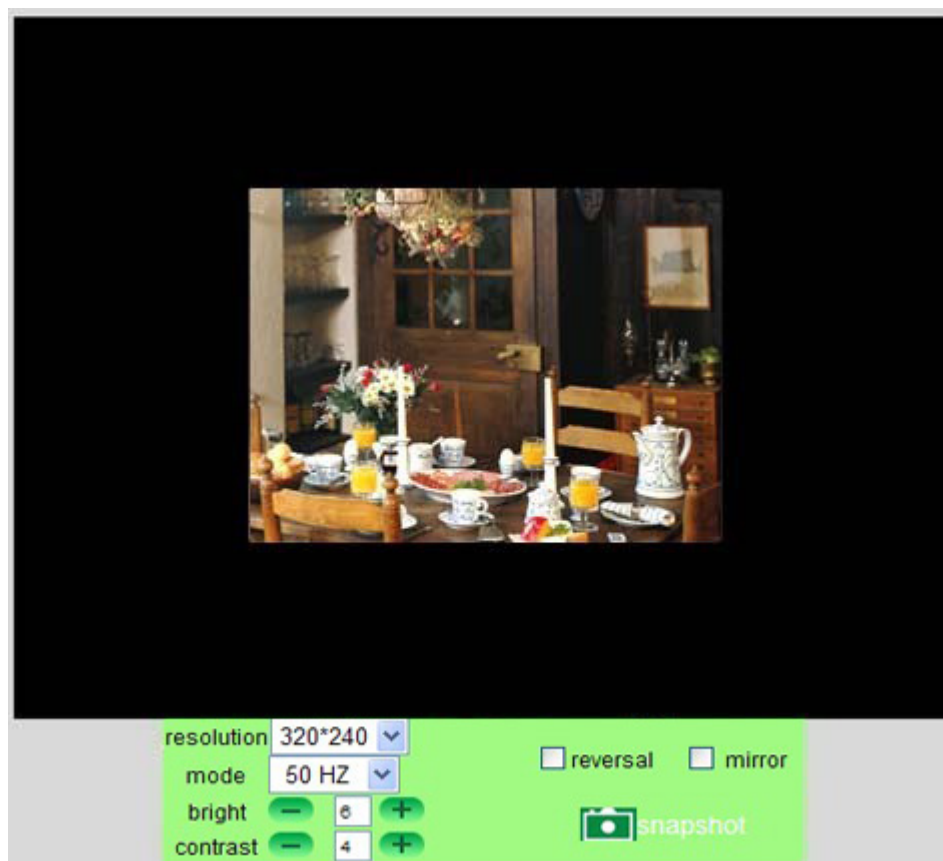 resolution 320*240
mode 50 HZ
bright 6
contrast 4
reversal mirror
snapshot